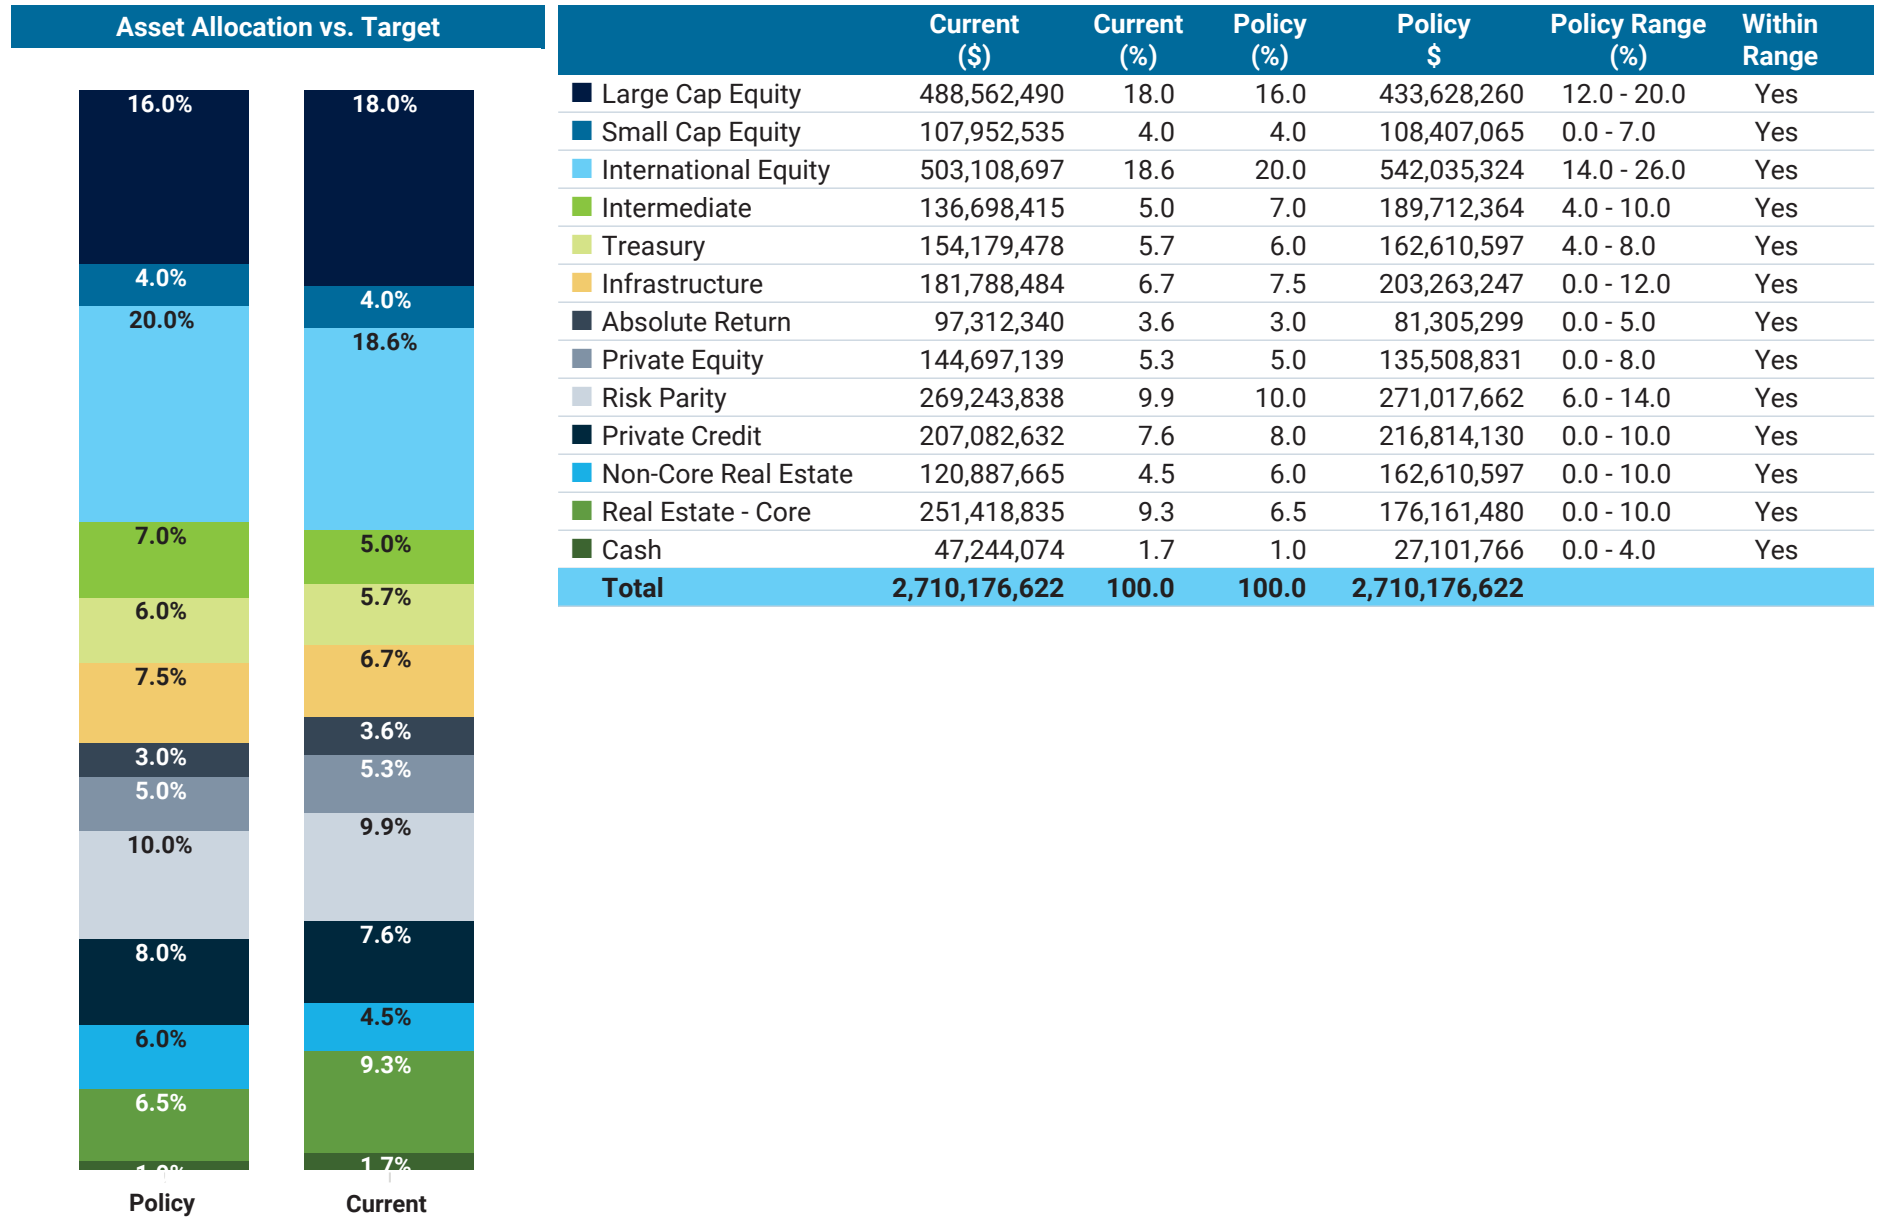 Asset Allocation vs. Target
16.0%
4.0%
20.0%
7.0%
6.0%
7.5%
3.0%
5.0%
10.0%
8.0%
6.0%
6.5%
1.0%
Policy
18.0%
4.0%
18.6%
5.0%
5.7%
6.7%
3.6%
5.3%
9.9%
7.6%
4.5%
9.3%
1.7%
Current
Current ($) Current (%) Policy (%) Policy $ Policy Range (%) Within Range
Large Cap Equity 488,562,490 18.0 16.0 433,628,260 12.0 - 20.0 Yes
Small Cap Equity 107,952,535 4.0 4.0 108,407,065 0.0 - 7.0 Yes
International Equity 503,108,697 18.6 20.0 542,035,324 14.0 - 26.0 Yes
Intermediate 136,698,415 5.0 7.0 189,712,364 4.0 - 10.0 Yes
Treasury 154,179,478 5.7 6.0 162,610,597 4.0 - 8.0 Yes
Infrastructure 181,788,484 6.7 7.5 203,263,247 0.0 - 12.0 Yes
Absolute Return 97,312,340 3.6 3.0 81,305,299 0.0 - 5.0 Yes
Private Equity 144,697,139 5.3 5.0 135,508,831 0.0 - 8.0 Yes
Risk Parity 269,243,838 9.9 10.0 271,017,662 6.0 - 14.0 Yes
Private Credit 207,082,632 7.6 8.0 216,814,130 0.0 - 10.0 Yes
Non-Core Real Estate 120,887,665 4.5 6.0 162,610,597 0.0 - 10.0 Yes
Real Estate - Core 251,418,835 9.3 6.5 176,161,480 0.0 - 10.0 Yes
Cash 47,244,074 1.7 1.0 27,101,766 0.0 - 4.0 Yes
Total 2,710,176,622 100.0 100.0 2,710,176,622